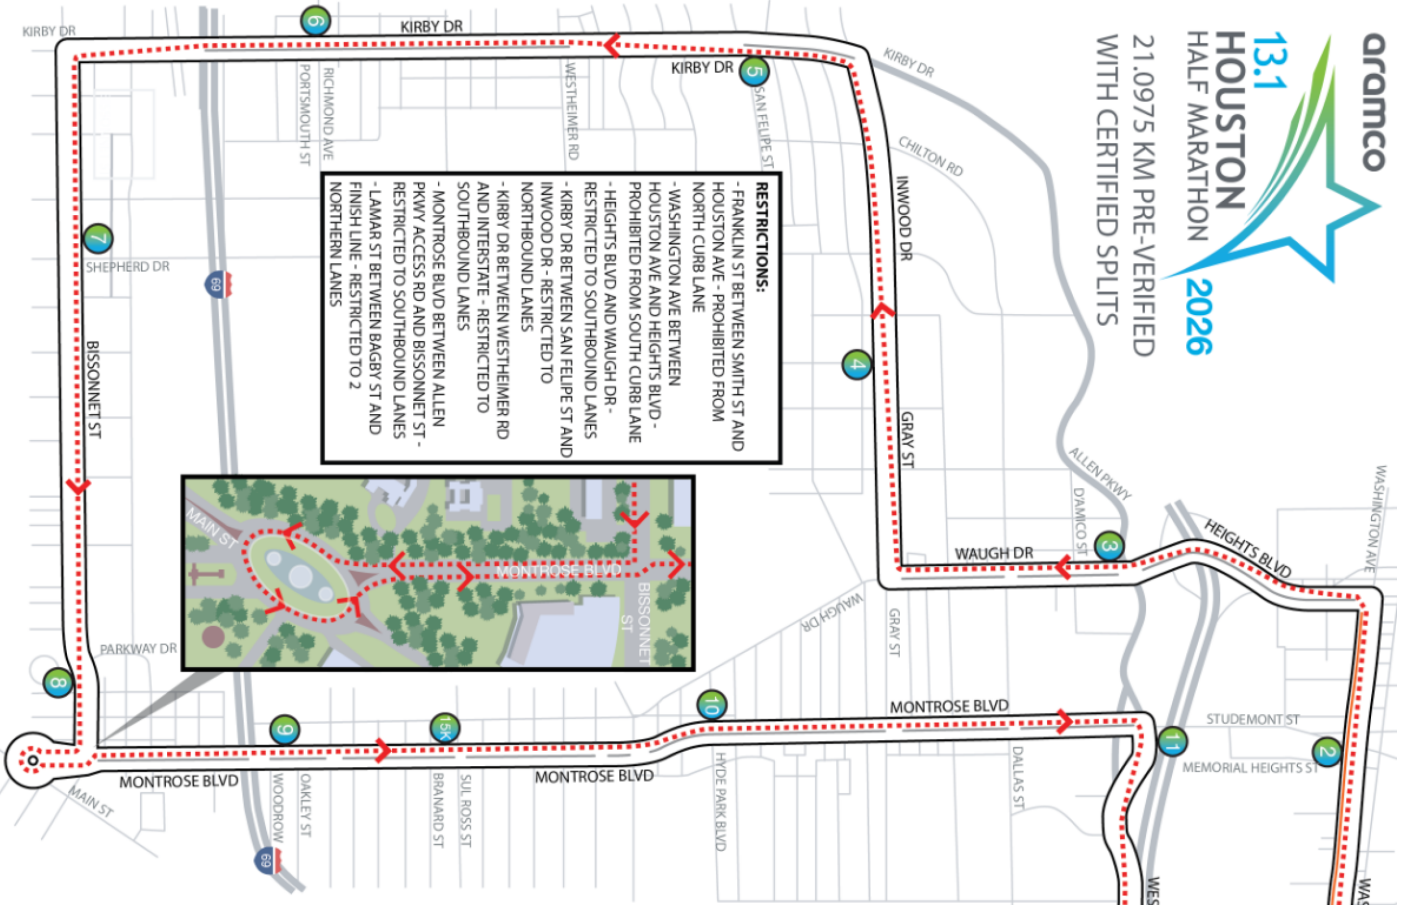 aramco
13.1
HOUSTON
HALF MARATHON 2026
21.0975 KM PRE-VERIFIED
WITH CERTIFIED SPLITS
KIRBY DR
6
KIRBY DR
KIRBY DR
5
KIRBY DR
RICHMOND AVE
PORTSMOUTH ST
WESTHEIMER RD
SAN FELIPE ST
CHILTON RD
INWOOD DR
7
SHEPHERD DR
69
4
BISSONNET ST
GRAY ST
RESTRICTIONS:
- FRANKLIN ST BETWEEN SMITH ST AND
HOUSTON AVE - PROHIBITED FROM
NORTH CURB LANE
- WASHINGTON AVE BETWEEN
HOUSTON AVE AND HEIGHTS BLVD -
PROHIBITED FROM SOUTH CURB LANE
- HEIGHTS BLVD AND WAUGH DR -
RESTRICTED TO SOUTHBOUND LANES
- KIRBY DR BETWEEN SAN FELIPE ST AND
INWOOD DR - RESTRICTED TO
NORTHBOUND LANES
- KIRBY DR BETWEEN WESTHEIMER RD
AND INTERSTATE - RESTRICTED TO
SOUTHBOUND LANES
- MONTROSE BLVD BETWEEN ALLEN
PKWY ACCESS RD AND BISSONNET ST -
RESTRICTED TO SOUTHBOUND LANES
- LAMAR ST BETWEEN BAGBY ST AND
FINISH LINE - RESTRICTED TO 2
NORTHERN LANES
ALLEN PKWY
D'AMICO ST
WASHINGTON AVE
3
HEIGHTS BLVD
WAUGH DR
MAIN ST
MONTROSE BLVD
BISSONNET
ST
WAUGH DR
GRAY ST
PARKWAY DR
8
9
15K
10
MONTROSE BLVD
11
STUDEMONT ST
MEMORIAL HEIGHTS ST
2
MONTROSE BLVD
MONTROSE BLVD
MAIN ST
WOODROW
OAKLEY ST
BRANARD ST
SUL ROSS ST
HYDE PARK BLVD
DALLAS ST
69
WES
WAS